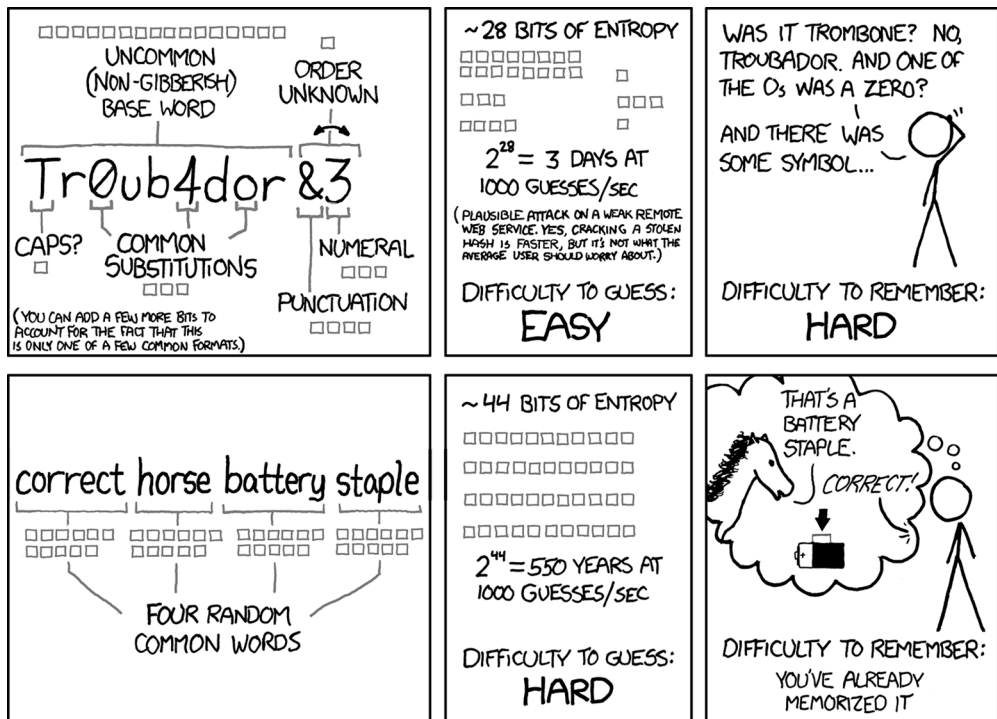 UNCOMMON
(NON-GIBBERISH)
BASE WORD
ORDER
UNKNOWN
Tr0ub4dor &3
CAPS?
COMMON
SUBSTITUTIONS
NUMERAL
PUNCTUATION
(YOU CAN ADD A FEW MORE BITS TO
ACCOUNT FOR THE FACT THAT THIS
IS ONLY ONE OF A FEW COMMON FORMATS.)
~28 BITS OF ENTROPY
2²⁸ = 3 DAYS AT
1000 GUESSES/SEC
(PLAUSIBLE ATTACK ON A WEAK REMOTE
WEB SERVICE. YES, CRACKING A STOLEN
HASH IS FASTER, BUT IT'S NOT WHAT THE
AVERAGE USER SHOULD WORRY ABOUT.)
DIFFICULTY TO GUESS:
EASY
WAS IT TROMBONE? NO,
TROUBADOR. AND ONE OF
THE Os WAS A ZERO?
AND THERE WAS
SOME SYMBOL...
DIFFICULTY TO REMEMBER:
HARD
correct horse battery staple
FOUR RANDOM
COMMON WORDS
~44 BITS OF ENTROPY
2⁴⁴ = 550 YEARS AT
1000 GUESSES/SEC
DIFFICULTY TO GUESS:
HARD
THAT'S A
BATTERY
STAPLE.
CORRECT!
+
DIFFICULTY TO REMEMBER:
YOU'VE ALREADY
MEMORIZED IT